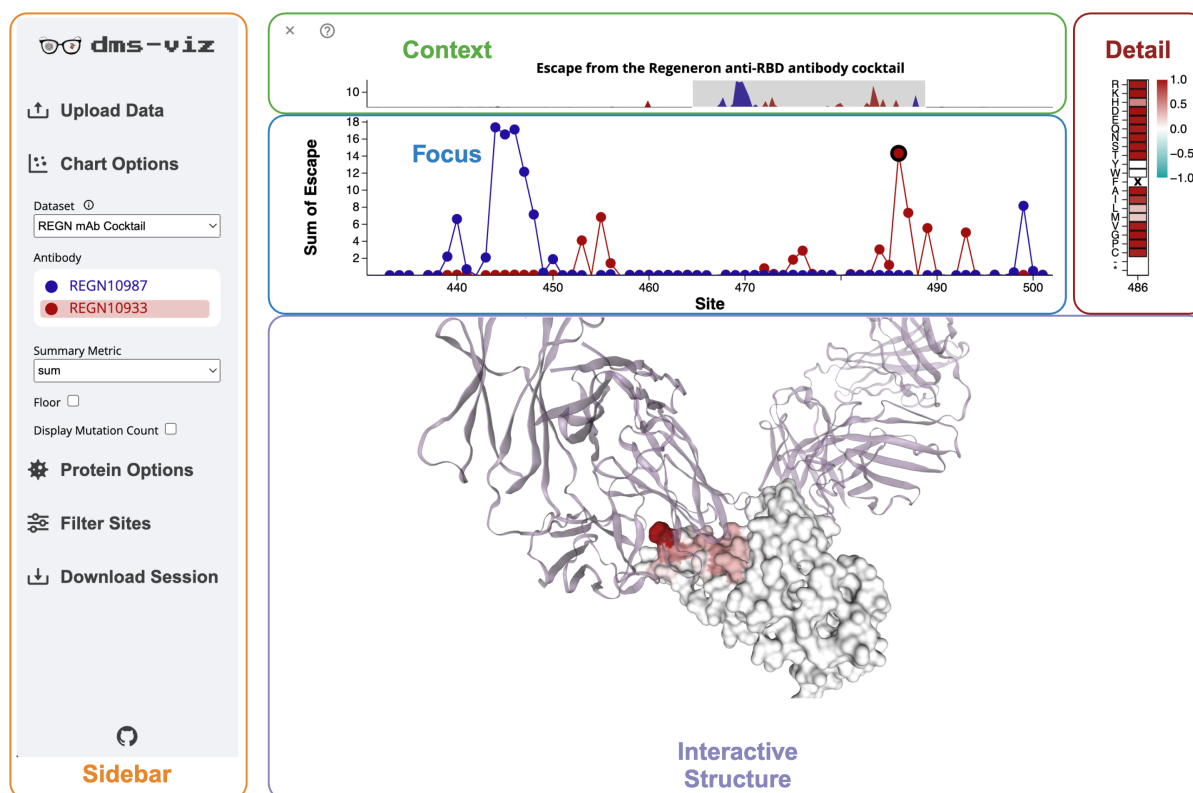 dms-viz
Upload Data
Chart Options
Dataset
REGN mAb Cocktail
Antibody
REGN10987
REGN10933
Summary Metric
sum
Floor
Display Mutation Count
Protein Options
Filter Sites
Download Session
Sidebar
× ?
Context
Escape from the Regeneron anti-RBD antibody cocktail
10
Focus
Sum of Escape
18
16
14
12
10
8
6
4
2
440 450 460 470 490 500
Site
Detail
R
K
H
D
E
Q
N
S
T
Y
W
F X
A
I
L
M
V
G
P
C
-
*
486
1.0
0.5
0.0
−0.5
−1.0
Interactive
Structure